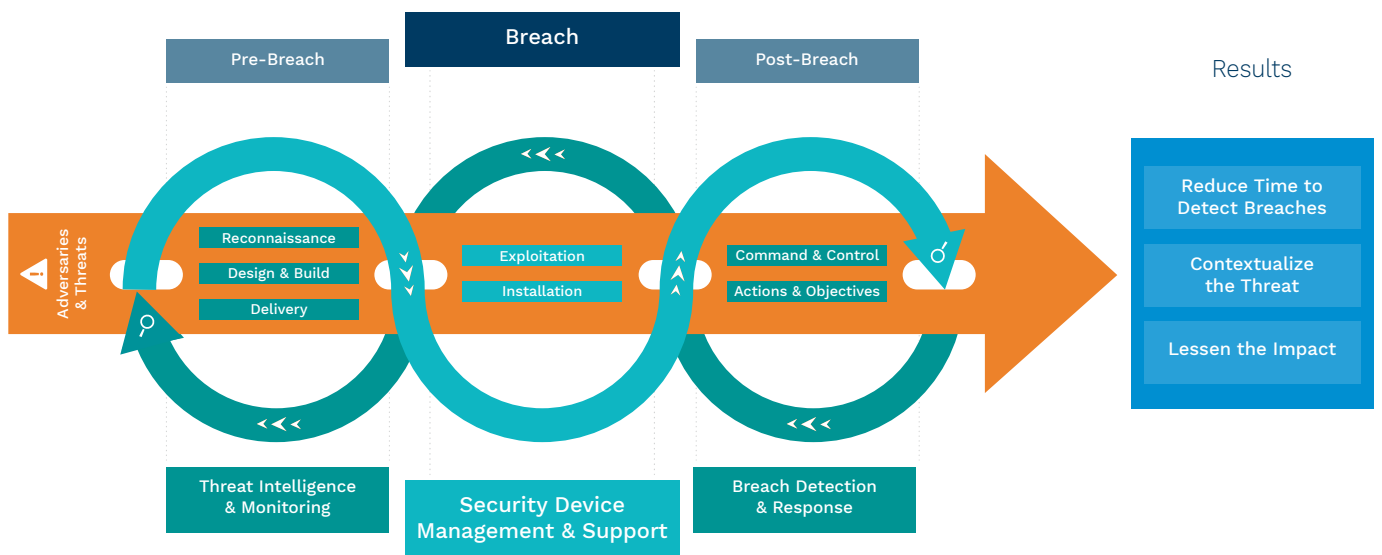 Pre-Breach
Breach
Post-Breach
Results
Adversaries
& Threats
Reconnaissance
Design & Build
Delivery
Exploitation
Installation
Command & Control
Actions & Objectives
Reduce Time to
Detect Breaches
Contextualize
the Threat
Lessen the Impact
Threat Intelligence
& Monitoring
Security Device
Management & Support
Breach Detection
& Response